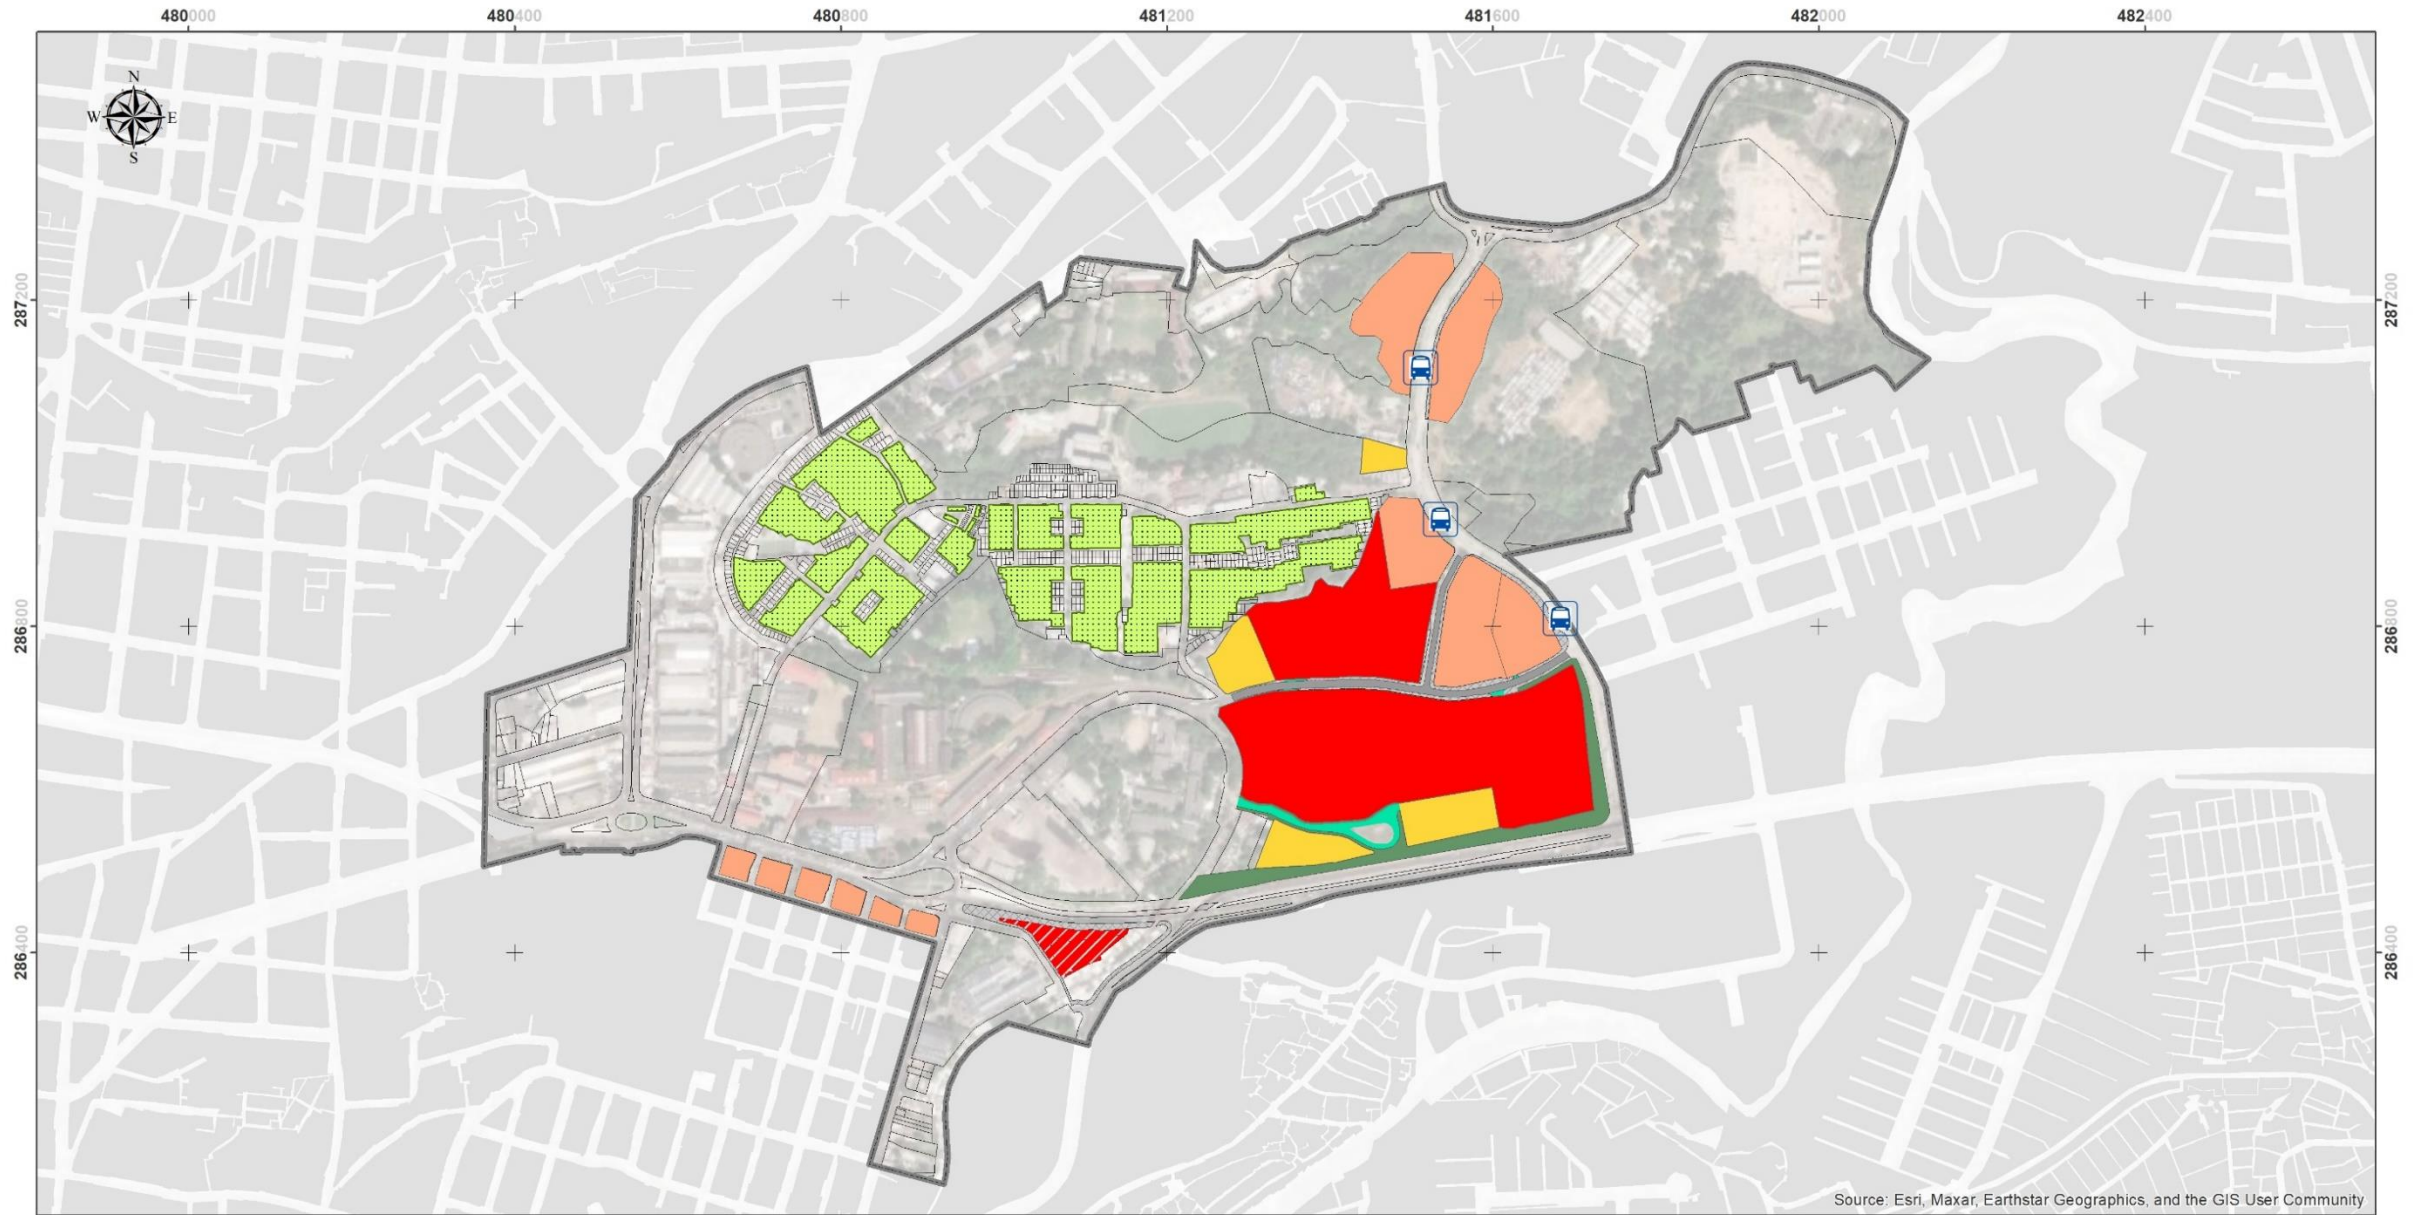 480000 480400 480800 481200 481600 482000 482400
N
W E
S
287200 287200
286800 286800
286400 286400
Source: Esri, Maxar, Earthstar Geographics, and the GIS User Community